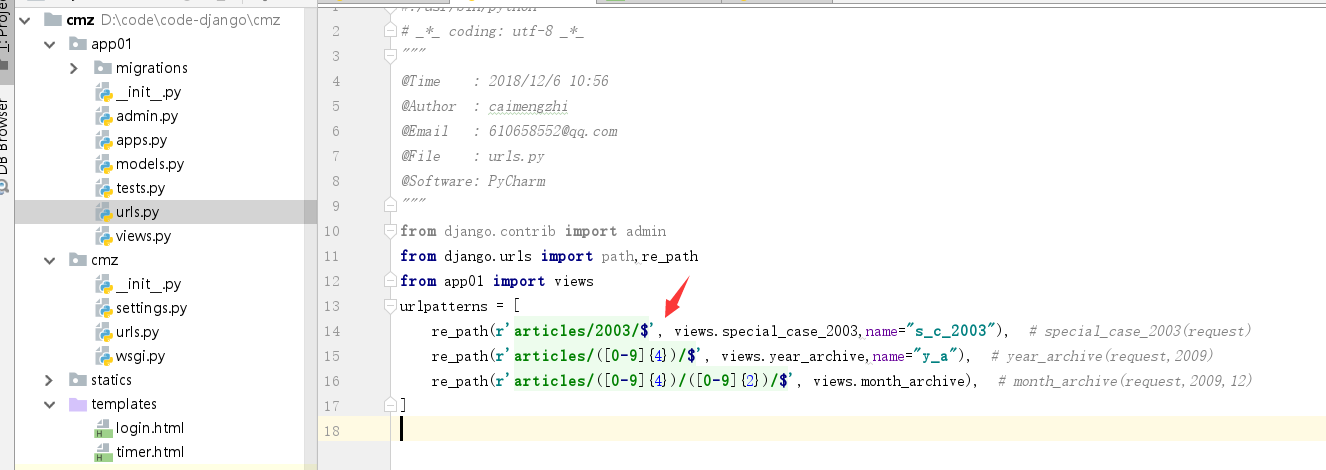 1: Proje
DB Browser
cmz D:\code\code-django\cmz
app01
migrations
__init__.py
admin.py
apps.py
models.py
tests.py
urls.py
views.py
cmz
__init__.py
settings.py
urls.py
wsgi.py
statics
templates
login.html
timer.html
1 #!/usr/bin/python
2 # _*_ coding: utf-8 _*_
3 """
4 @Time : 2018/12/6 10:56
5 @Author : caimengzhi
6 @Email : 610658552@qq.com
7 @File : urls.py
8 @Software: PyCharm
9 """
10 from django.contrib import admin
11 from django.urls import path,re_path
12 from app01 import views
13 urlpatterns = [
14 re_path(r'articles/2003/$', views.special_case_2003,name="s_c_2003"), # special_case_2003(request)
15 re_path(r'articles/([0-9]{4})/$', views.year_archive,name="y_a"), # year_archive(request,2009)
16 re_path(r'articles/([0-9]{4})/([0-9]{2})/$', views.month_archive), # month_archive(request,2009,12)
17 ]
18